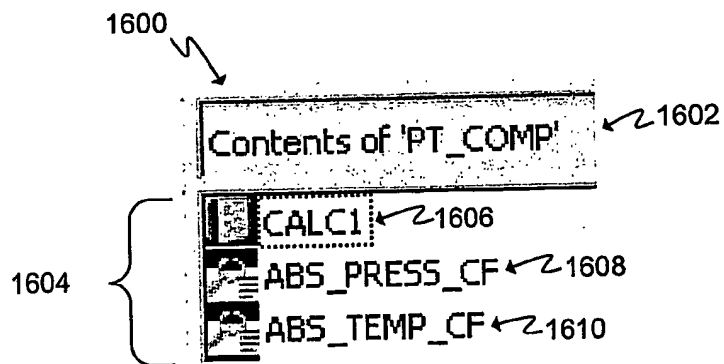 1600
Contents of 'PT_COMP' 1602
CALC1 1606
1604
ABS_PRESS_CF 1608
ABS_TEMP_CF 1610